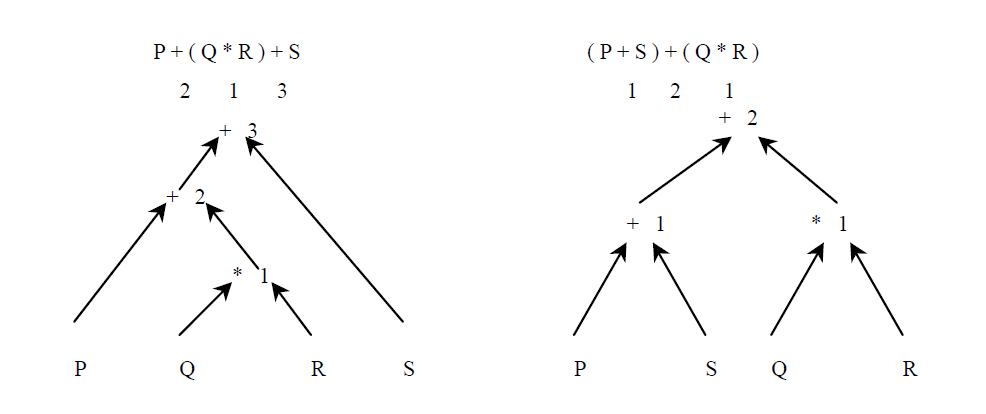 P + ( Q * R ) + S
2 1 3
+ 3
+ 2
* 1
P Q R S
( P + S ) + ( Q * R )
1 2 1
+ 2
+ 1 * 1
P S Q R